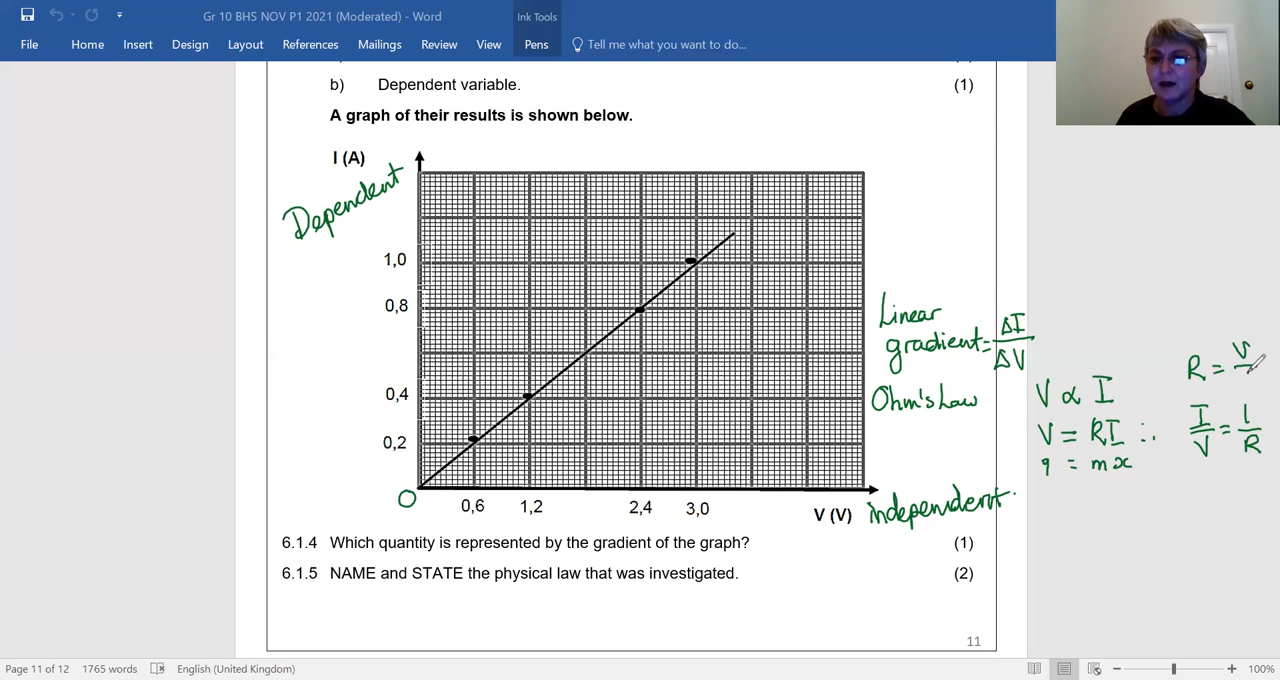 Gr 10 BHS NOV P1 2021 (Moderated) - Word
Ink Tools
File Home Insert Design Layout References Mailings Review View Pens Tell me what you want to do...
b) Dependent variable. (1)
A graph of their results is shown below.
I (A)
Dependent
1,0
0,8
0,4
0,2
O
0,6 1,2 2,4 3,0 V (V)
independent.
Linear
gradient = ΔI/ΔV
Ohm's Law
V ∝ I
V = RI ∴ I/V = 1/R
y = mx
R = V
6.1.4 Which quantity is represented by the gradient of the graph? (1)
6.1.5 NAME and STATE the physical law that was investigated. (2)
11
Page 11 of 12 1765 words English (United Kingdom) 100%